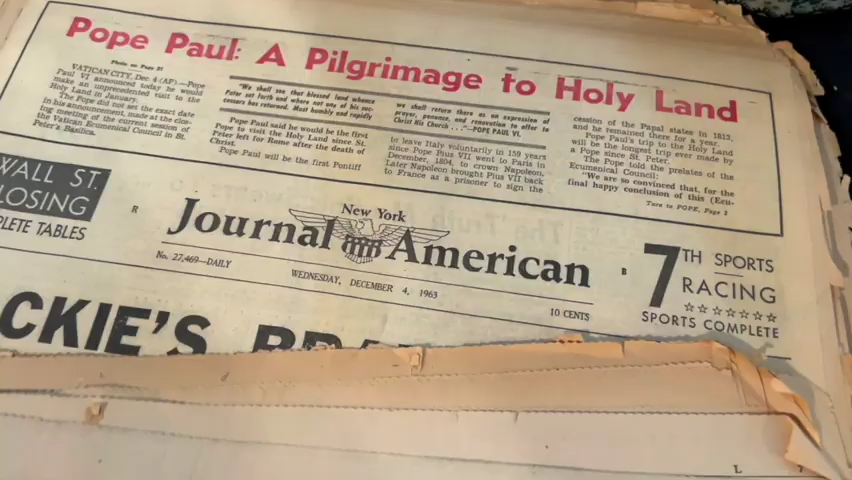 Pope Paul: A Pilgrimage to Holy Land
Photo on Page 21
VATICAN CITY, Dec. 4 (AP)—Pope
Paul VI announced today he would
make an unprecedented visit to the
Holy Land in January.
The Pope did not set the exact date
in his announcement, made at the clos-
ing meeting of the current session of
the Vatican Ecumenical Council in St.
Peter's Basilica.
"We shall see that blessed land whence
Peter set forth and where not one of his suc-
cessors has returned. Most humbly and rapidly
we shall return there as an expression of
prayer, penance, and renovation to offer to
Christ His Church . . ."—POPE PAUL VI.
Pope Paul said he would be the first
Pope to visit the Holy Land since St.
Peter left for Rome after the death of
Christ.
Pope Paul will be the first Pontiff
to leave Italy voluntarily in 159 years
since Pope Pius VII went to Paris in
December, 1804, to crown Napoleon.
Later Napoleon brought Pius VII back
to France as a prisoner to sign the
cession of the Papal states in 1813,
and he remained there for a year.
Pope Paul's trip to the Holy Land
will be the longest trip ever made by
a Pope since St. Peter.
The Pope told the prelates of the
Ecumenical Council:
"We are so convinced that, for the
final happy conclusion of this (Ecu-
Turn to POPE, Page 2
WALL ST.
LOSING
PLETE TABLES
R
New York
Journal American
No. 27,469—DAILY
WEDNESDAY, DECEMBER 4, 1963
10 CENTS
B
7TH SPORTS
RACING
SPORTS COMPLETE
CKIE'S
L